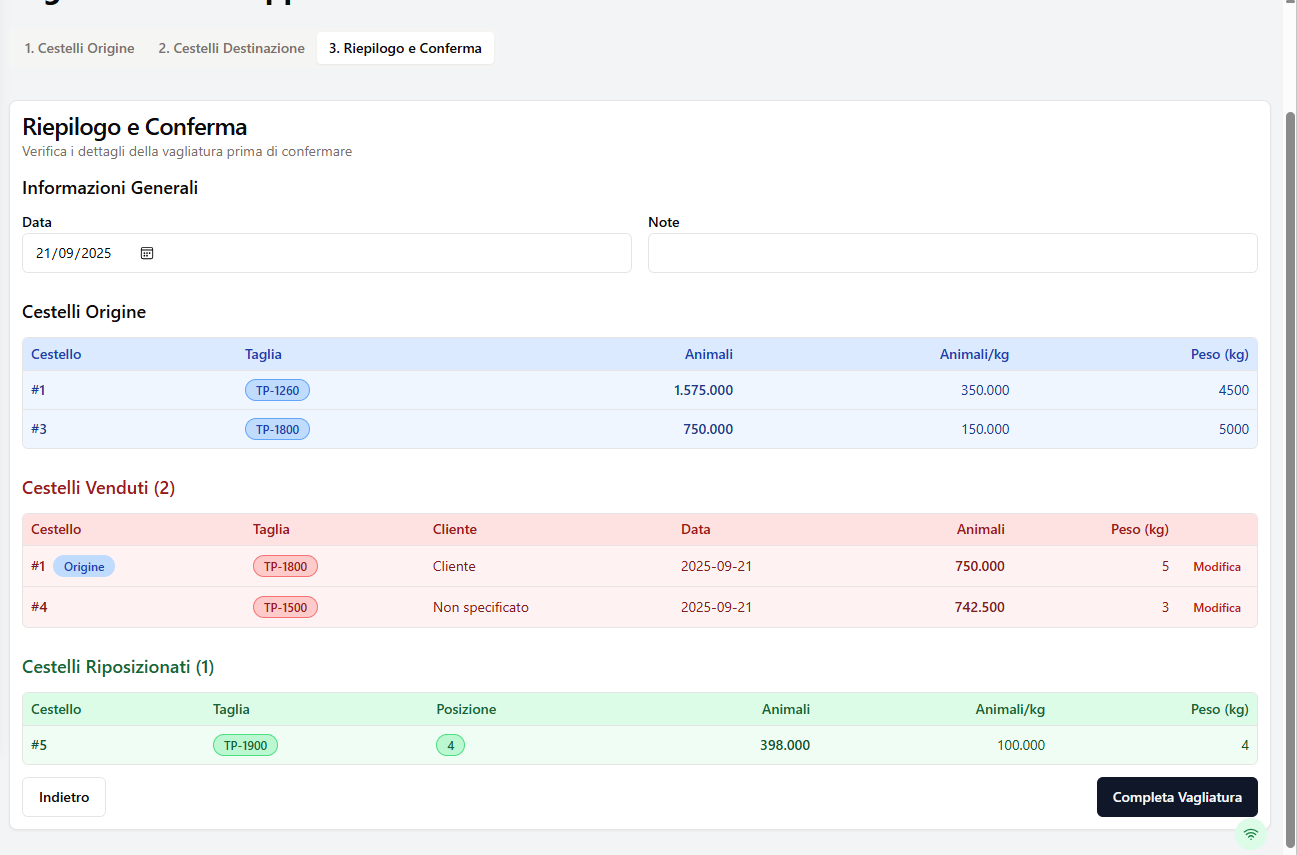 1. Cestelli Origine 2. Cestelli Destinazione 3. Riepilogo e Conferma
Riepilogo e Conferma
Verifica i dettagli della vagliatura prima di confermare
Informazioni Generali
Data Note
21/09/2025
Cestelli Origine
Cestello Taglia Animali Animali/kg Peso (kg)
#1 TP-1260 1.575.000 350.000 4500
#3 TP-1800 750.000 150.000 5000
Cestelli Venduti (2)
Cestello Taglia Cliente Data Animali Peso (kg)
#1 Origine TP-1800 Cliente 2025-09-21 750.000 5 Modifica
#4 TP-1500 Non specificato 2025-09-21 742.500 3 Modifica
Cestelli Riposizionati (1)
Cestello Taglia Posizione Animali Animali/kg Peso (kg)
#5 TP-1900 4 398.000 100.000 4
Indietro Completa Vagliatura